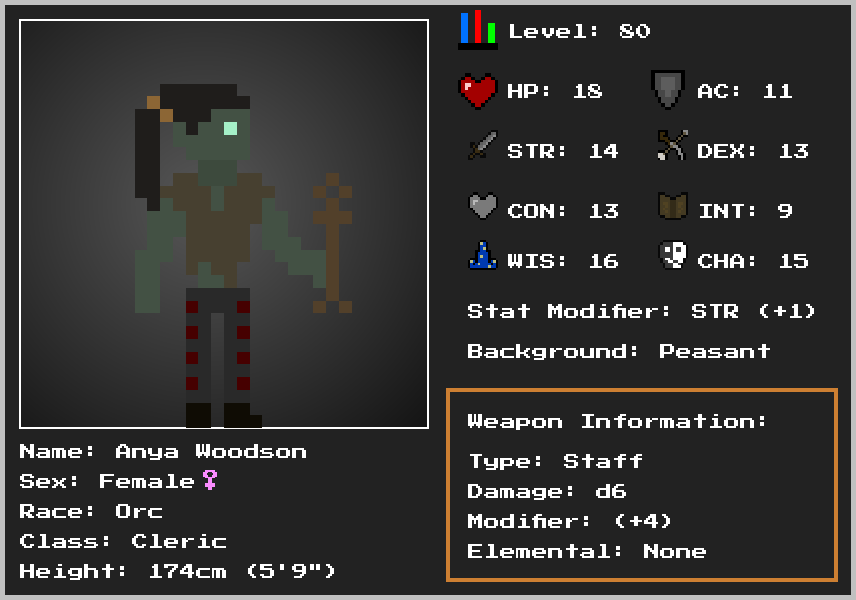 Level: 80
HP: 18 AC: 11
STR: 14 DEX: 13
CON: 13 INT: 9
WIS: 16 CHA: 15
Stat Modifier: STR (+1)
Background: Peasant
Weapon Information:
Type: Staff
Damage: d6
Modifier: (+4)
Elemental: None
Name: Anya Woodson
Sex: Female♀
Race: Orc
Class: Cleric
Height: 174cm (5'9")